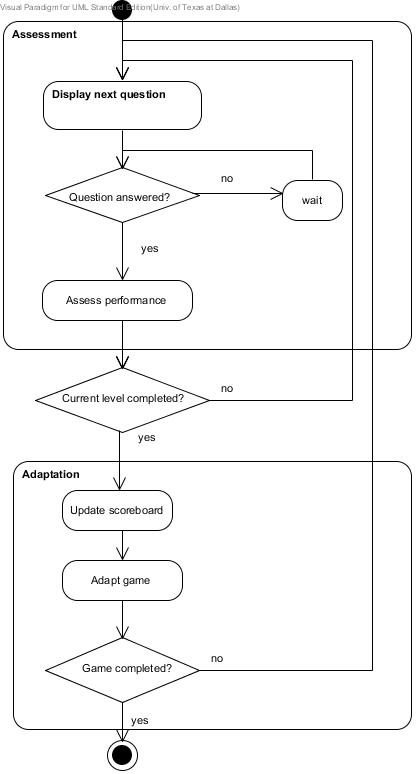 Visual Paradigm for UML Standard Edition(Univ. of Texas at Dallas)
Assessment
Display next question
no
Question answered?
wait
yes
Assess performance
no
Current level completed?
yes
Adaptation
Update scoreboard
Adapt game
no
Game completed?
yes